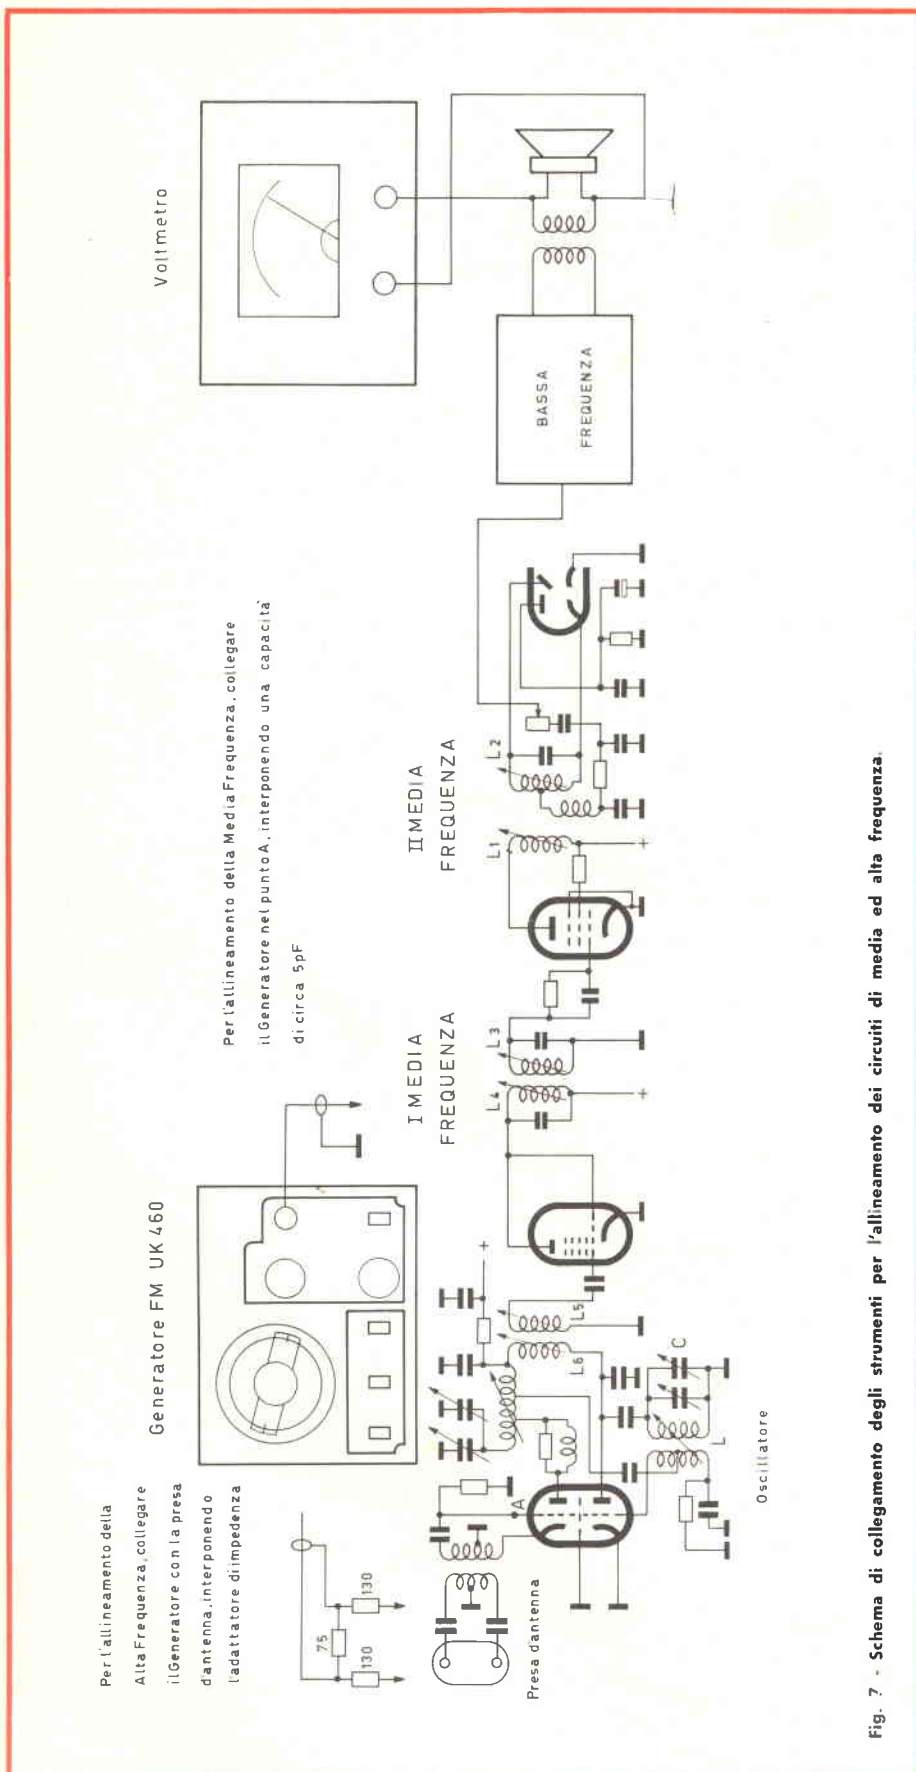 Per l'allineamento della
Alta Frequenza, collegare
il Generatore con la presa
d'antenna, interponendo
l'adattatore di impedenza
75
130
130
Presa d'antenna
Generatore FM UK 460
Per l'allineamento della Media Frequenza, collegare
il Generatore nel punto A, interponendo una capacità
di circa 5pF
Voltmetro
I MEDIA
FREQUENZA
II MEDIA
FREQUENZA
A
+
L6
L5
L4
+
L3
L1
+
L2
BASSA
FREQUENZA
L
C
Oscillatore
Fig. 7 - Schema di collegamento degli strumenti per l'allineamento dei circuiti di media ed alta frequenza.